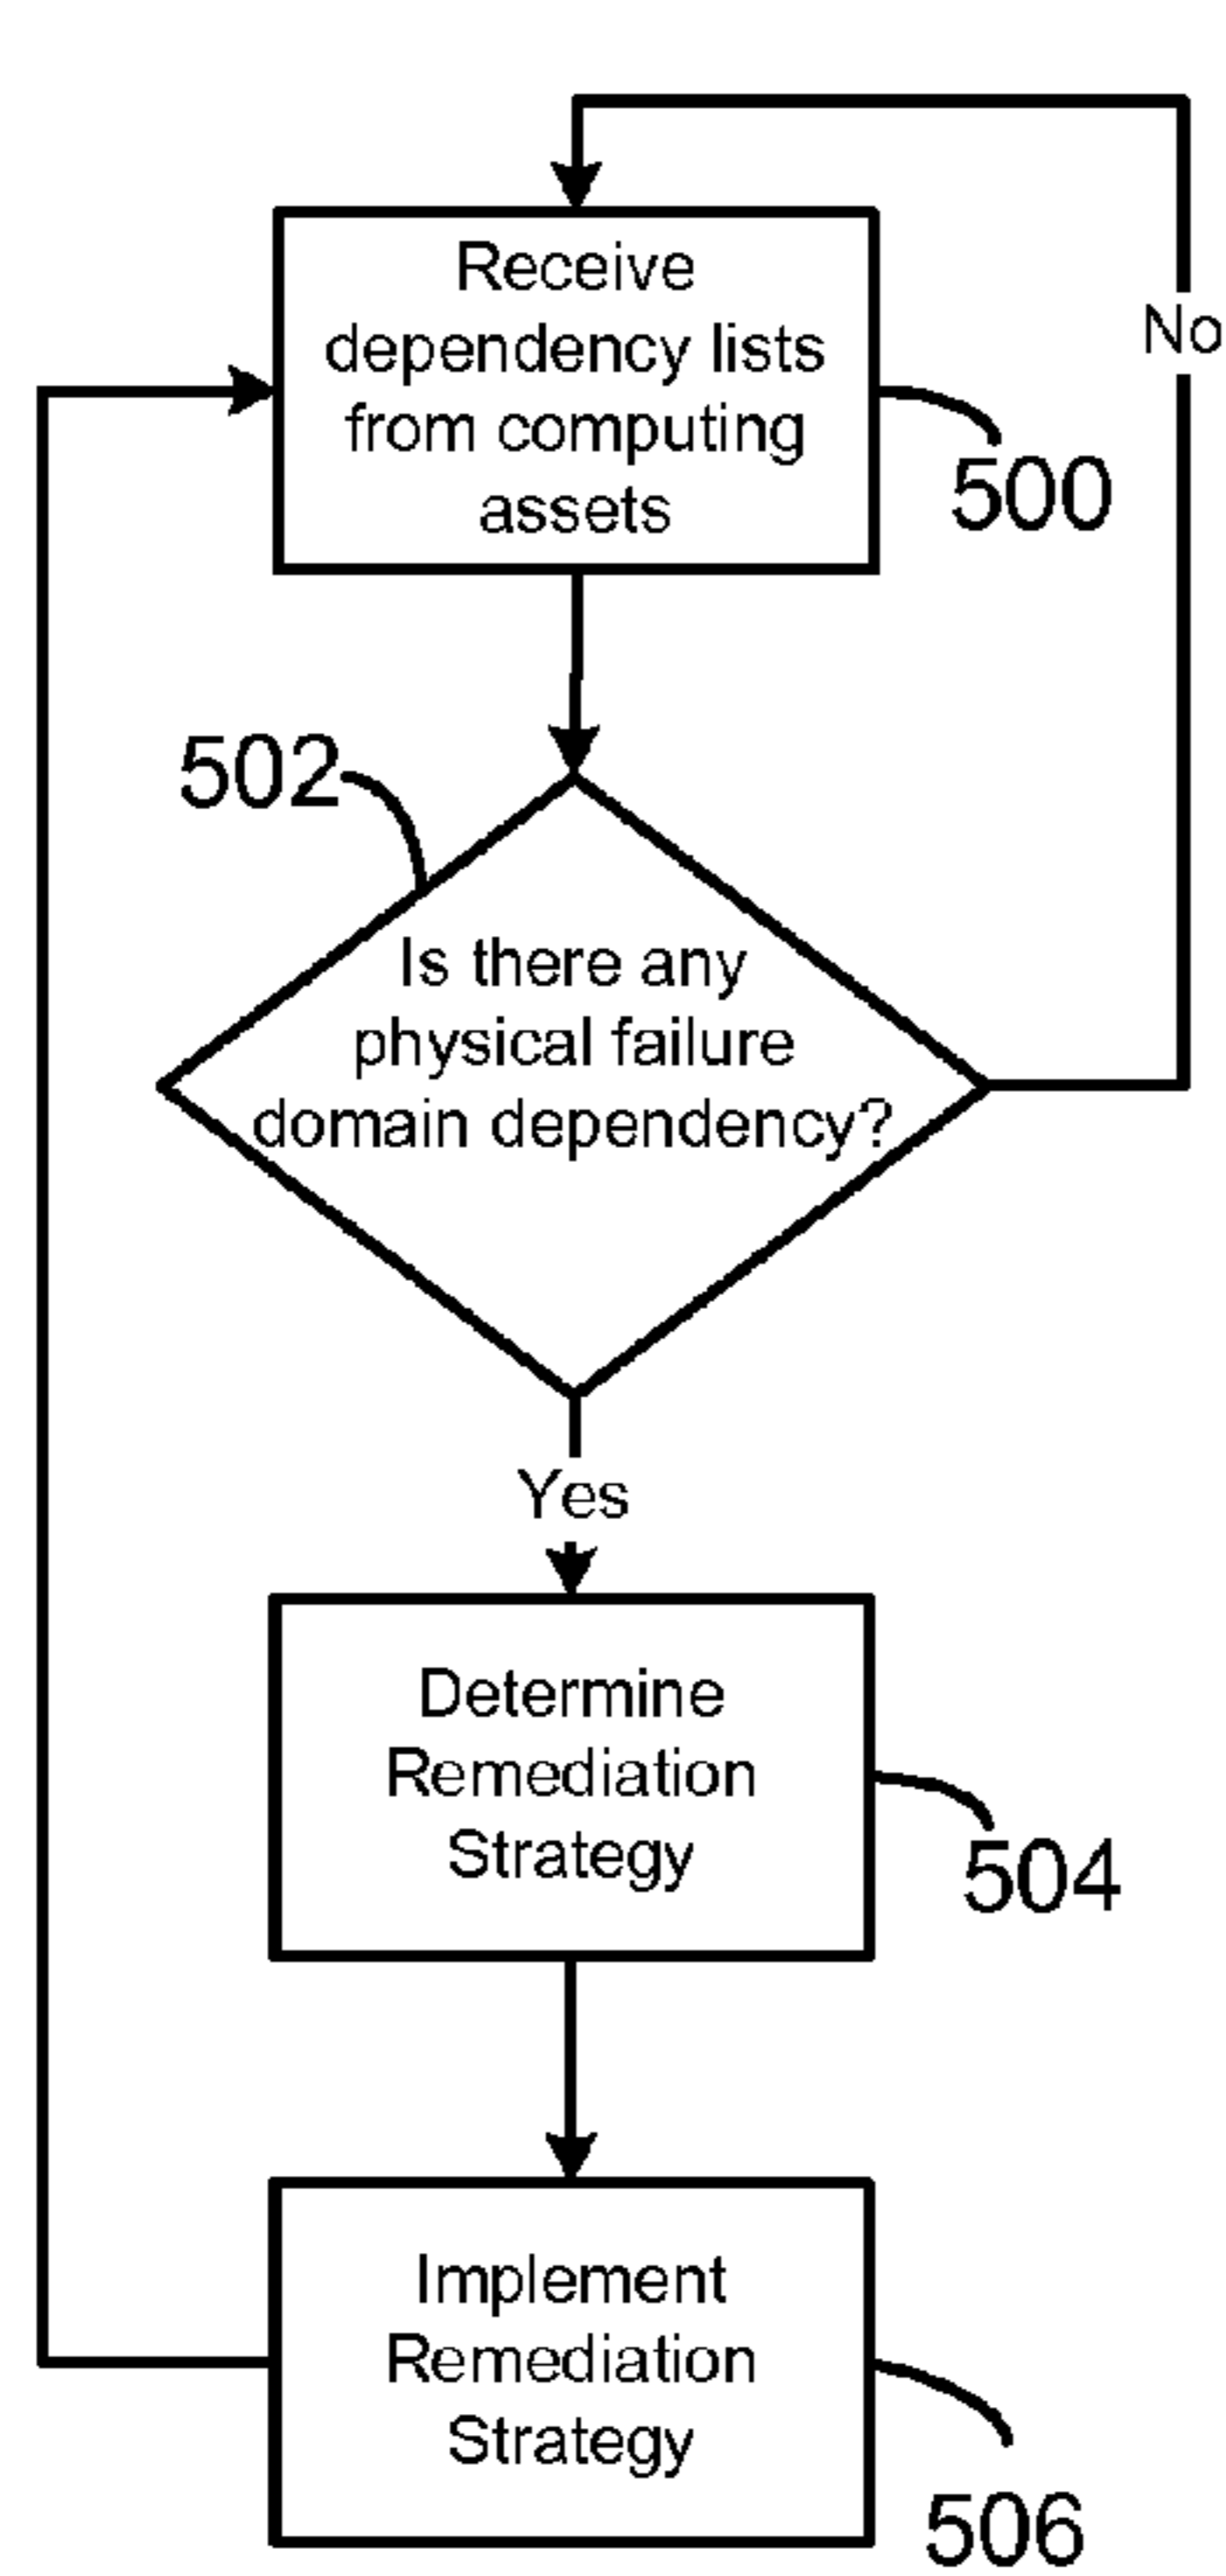 Receive
dependency lists
from computing
assets
No
500
502
Is there any
physical failure
domain dependency?
Yes
Determine
Remediation
Strategy
504
Implement
Remediation
Strategy
506